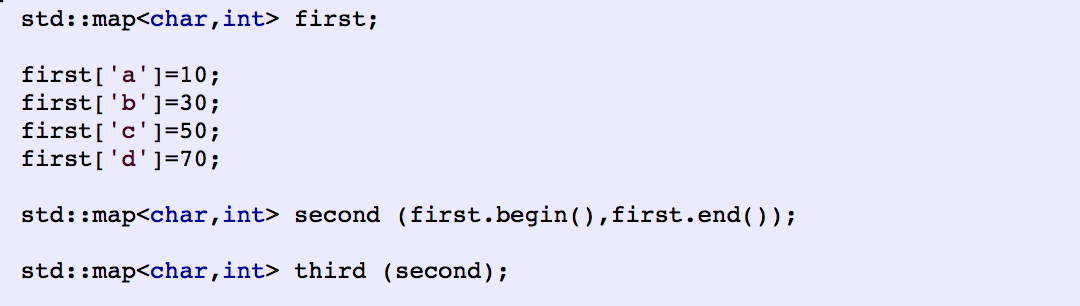 std::map<char,int> first;
first['a']=10;
first['b']=30;
first['c']=50;
first['d']=70;
std::map<char,int> second (first.begin(),first.end());
std::map<char,int> third (second);